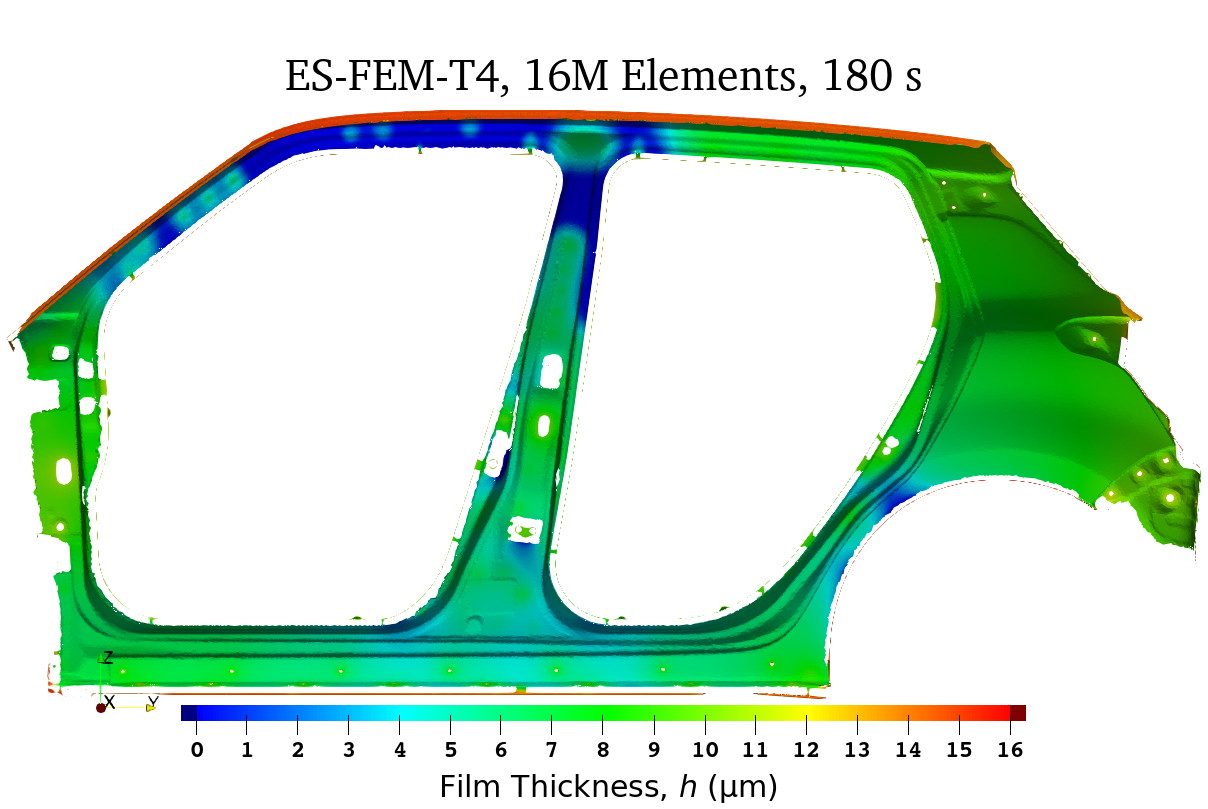 ES-FEM-T4, 16M Elements, 180 s
Z
X Y
0 1 2 3 4 5 6 7 8 9 10 11 12 13 14 15 16
Film Thickness, h (μm)